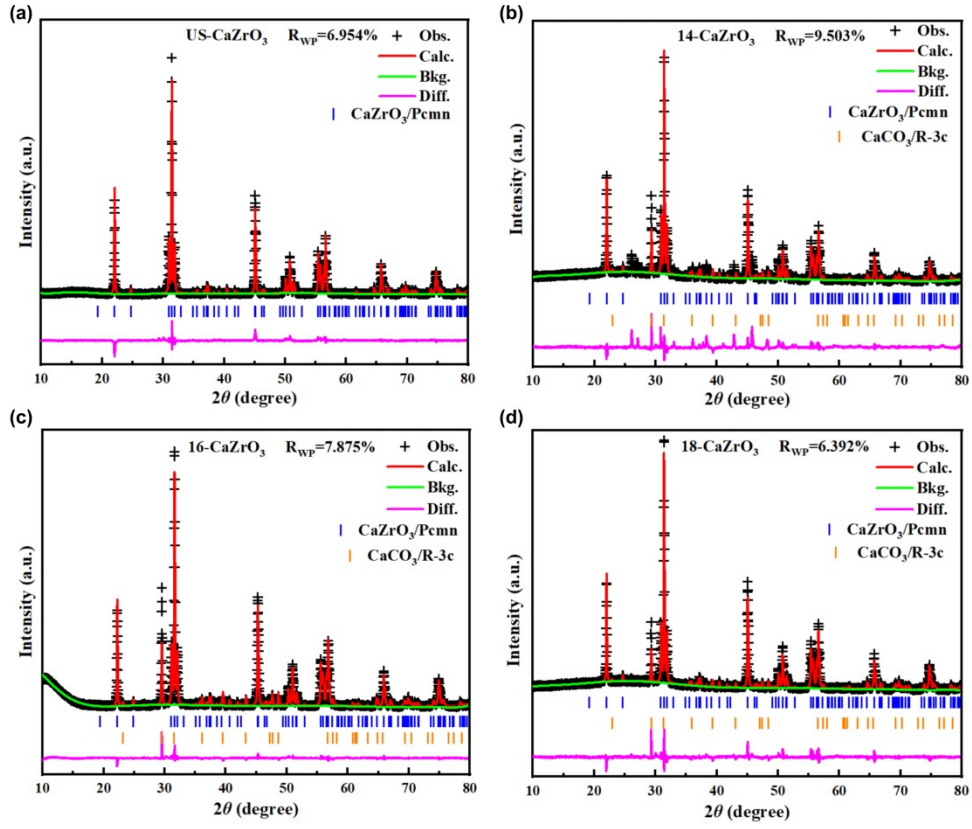 (a)
US-CaZrO₃ R_WP=6.954% Obs.
Calc.
Bkg.
Diff.
CaZrO₃/Pcmn
Intensity (a.u.)
10 20 30 40 50 60 70 80
2θ (degree)
(b)
14-CaZrO₃ R_WP=9.503% Obs.
Calc.
Bkg.
Diff.
CaZrO₃/Pcmn
CaCO₃/R-3c
Intensity (a.u.)
10 20 30 40 50 60 70 80
2θ (degree)
(c)
16-CaZrO₃ R_WP=7.875% Obs.
Calc.
Bkg.
Diff.
CaZrO₃/Pcmn
CaCO₃/R-3c
Intensity (a.u.)
10 20 30 40 50 60 70 80
2θ (degree)
(d)
18-CaZrO₃ R_WP=6.392% Obs.
Calc.
Bkg.
Diff.
CaZrO₃/Pcmn
CaCO₃/R-3c
Intensity (a.u.)
10 20 30 40 50 60 70 80
2θ (degree)